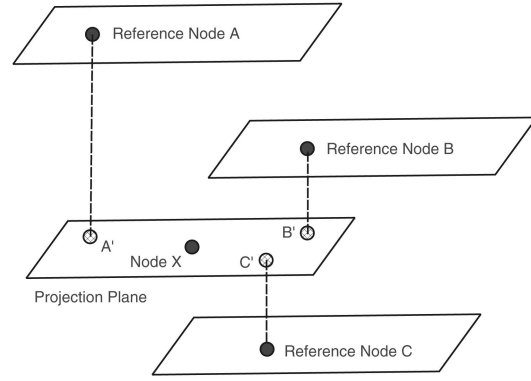 Reference Node A
Reference Node B
A'
B'
Node X
C'
Projection Plane
Reference Node C